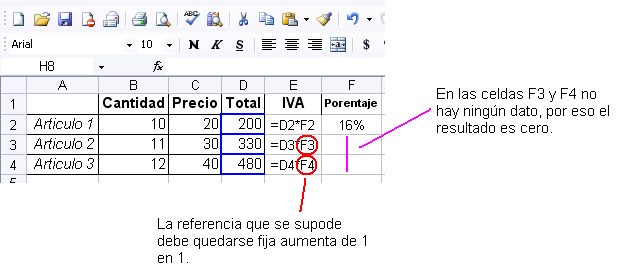 Arial 10 N K S $
H8 fx
A B C D E F
1 Cantidad Precio Total IVA Porentaje
2 Articulo 1 10 20 200 =D2*F2 16%
3 Articulo 2 11 30 330 =D3*F3
4 Articulo 3 12 40 480 =D4*F4
5
En las celdas F3 y F4 no
hay ningún dato, por eso el
resultado es cero.
La referencia que se supode
debe quedarse fija aumenta de 1
en 1.